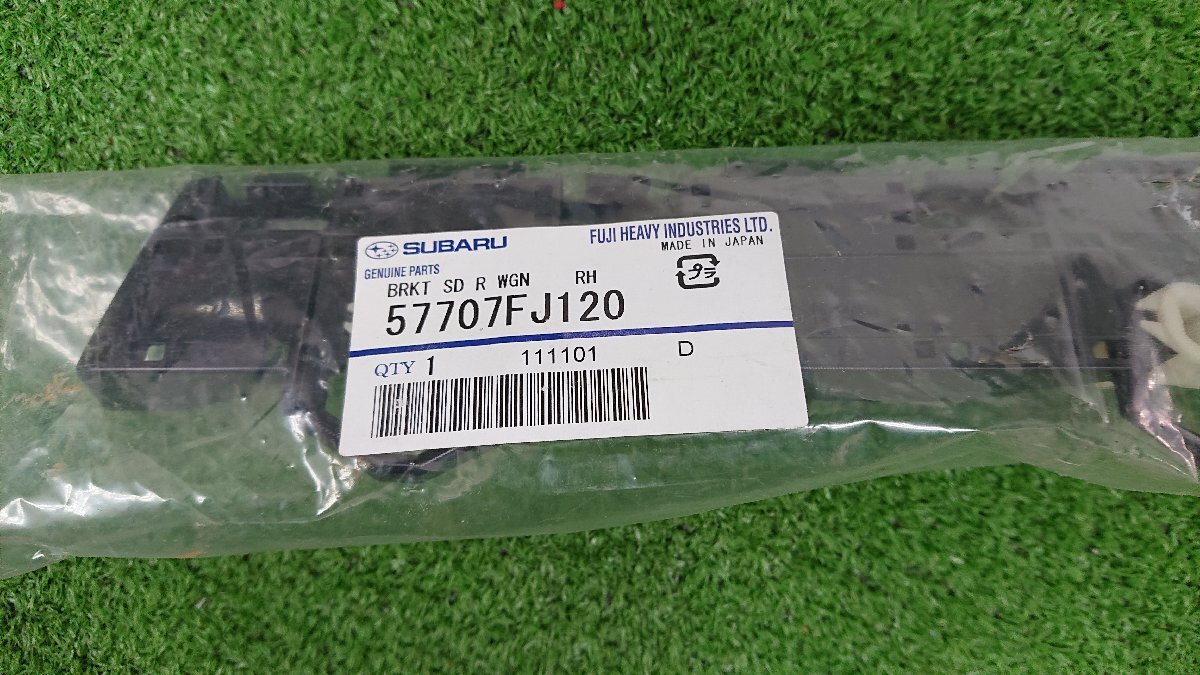 SUBARU
FUJI HEAVY INDUSTRIES LTD.
GENUINE PARTS
MADE IN JAPAN
BRKT SD R WGN RH
プラ
57707FJ120
QTY 1 111101 D